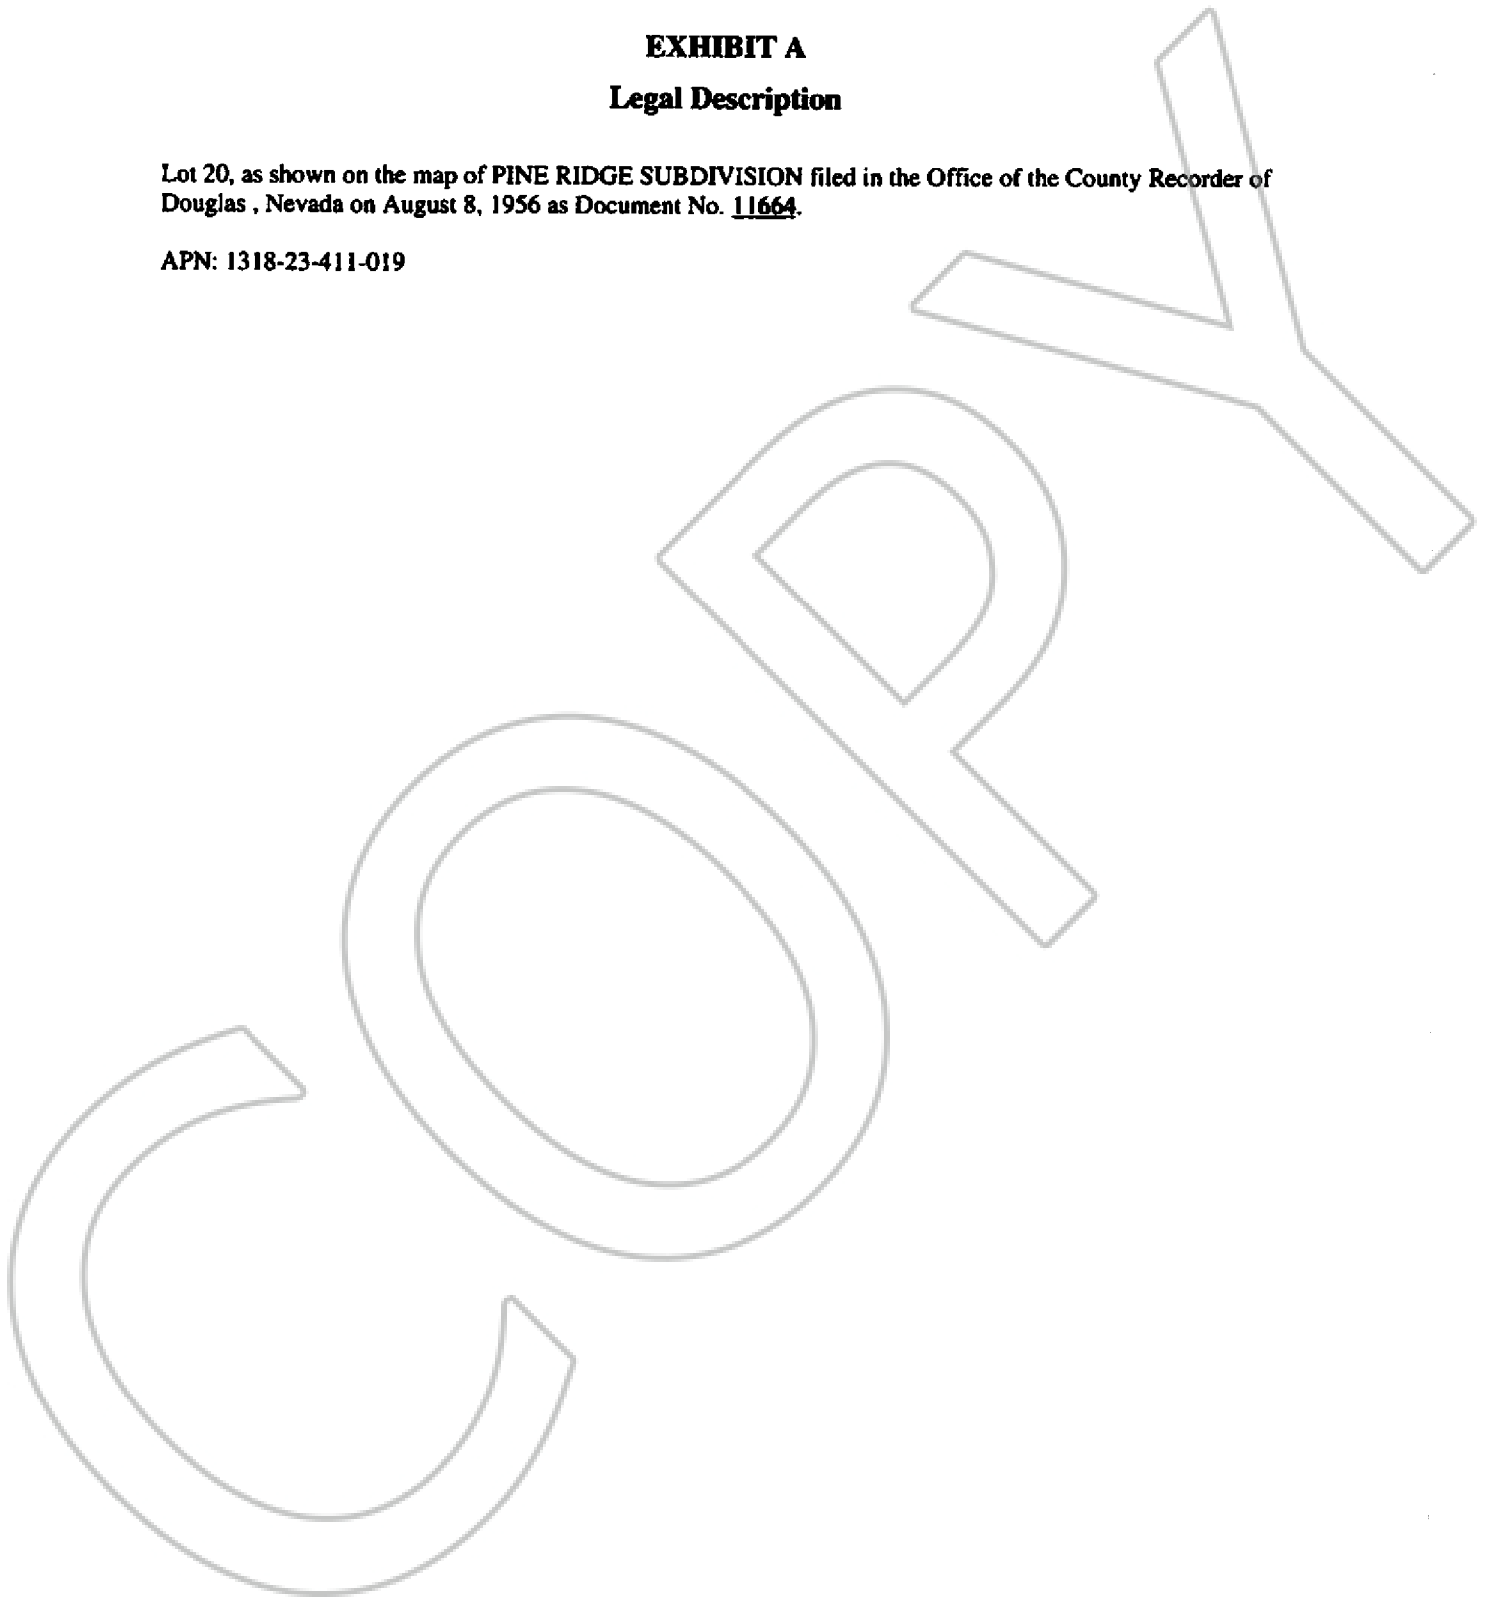 EXHIBIT A
Legal Description
Lot 20, as shown on the map of PINE RIDGE SUBDIVISION filed in the Office of the County Recorder of
Douglas , Nevada on August 8, 1956 as Document No. 11664.
APN: 1318-23-411-019
COPY